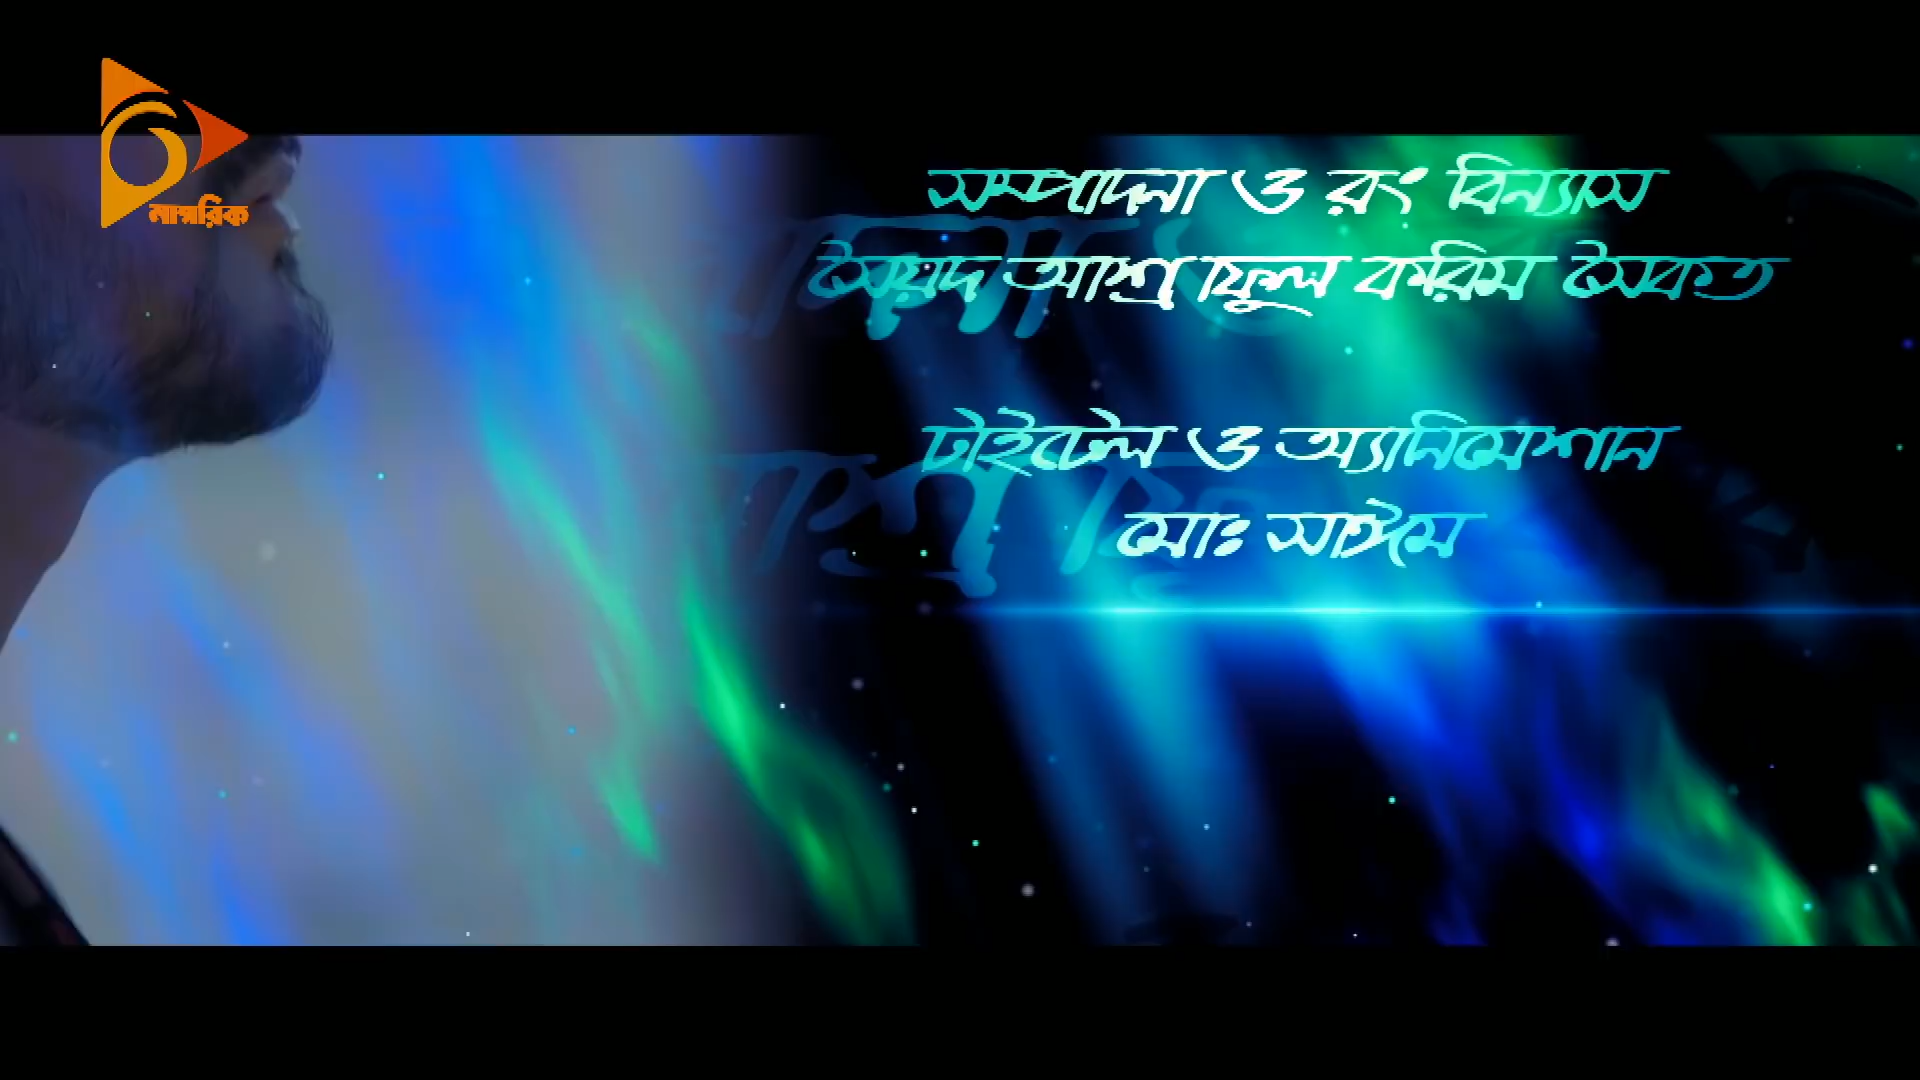 নাগরিক
সম্পাদনা ও রং বিন্যাস
সৈয়দ আশ্রাফুল করিম সৈকত
টাইটেল ও অ্যানিমেশান
মোঃ সাঈম